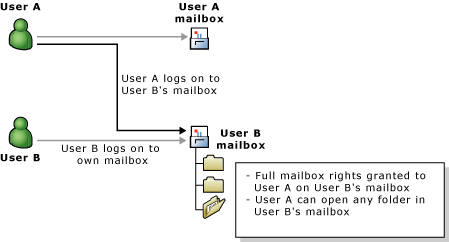 User A
User A
mailbox
User A logs on to
User B's mailbox
User B
mailbox
User B logs on to
own mailbox
User B
- Full mailbox rights granted to
User A on User B's mailbox
- User A can open any folder in
User B's mailbox